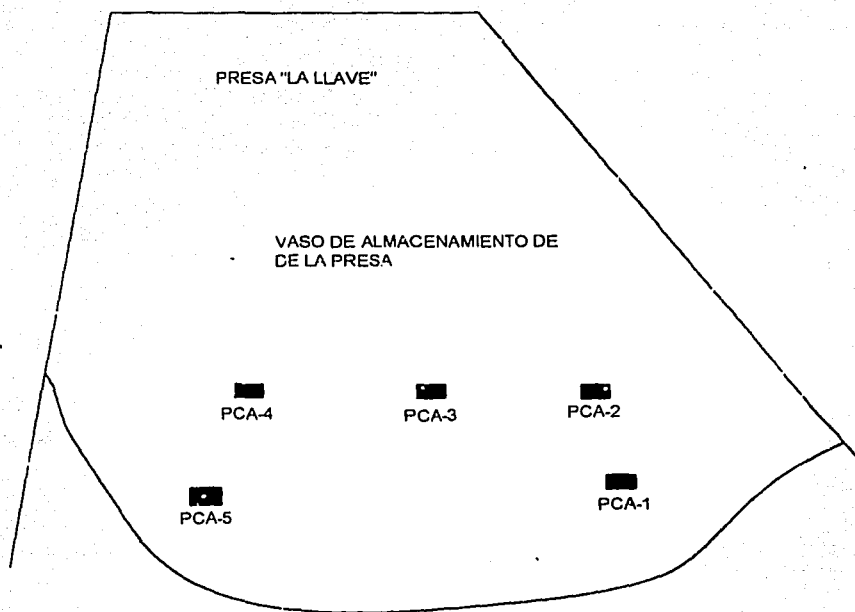 PRESA "LA LLAVE"
VASO DE ALMACENAMIENTO DE
DE LA PRESA
PCA-4
PCA-3
PCA-2
PCA-5
PCA-1